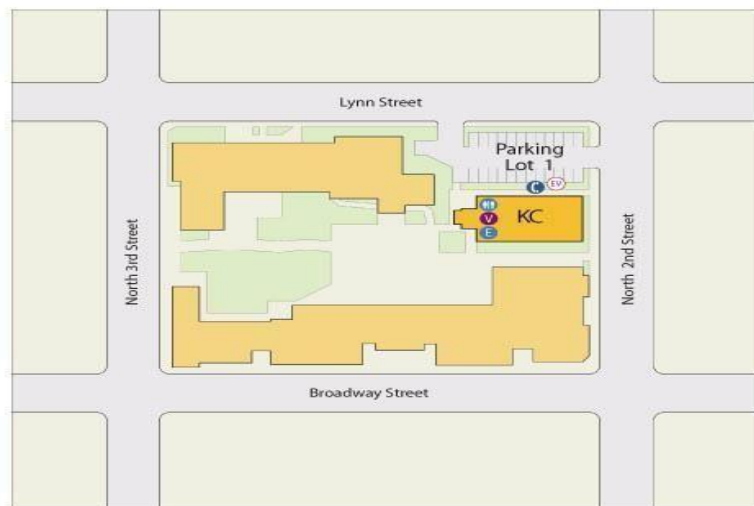 Lynn Street
Parking
Lot 1
C
EV
KC
V
E
North 3rd Street
North 2nd Street
Broadway Street